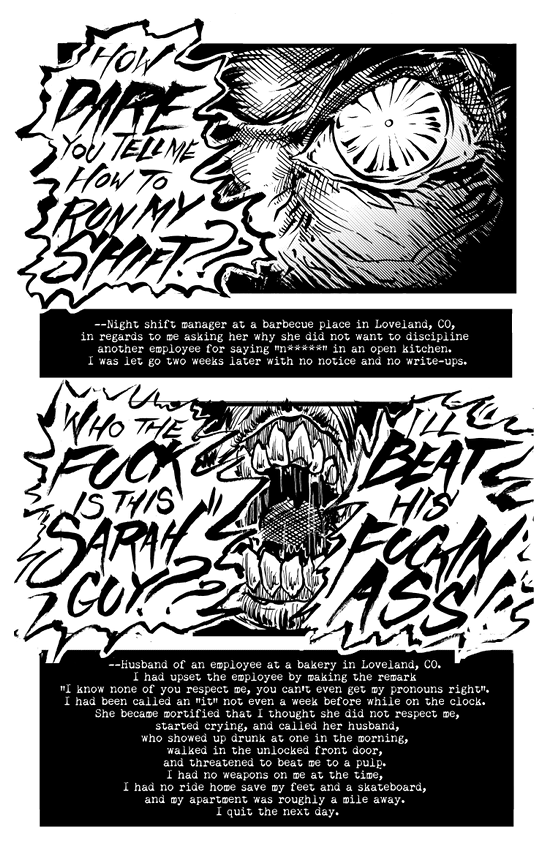 HOW
DARE
YOU TELL ME
HOW TO
RUN MY
SHIFT??
--Night shift manager at a barbecue place in Loveland, CO,
in regards to me asking her why she did not want to discipline
another employee for saying "n*****" in an open kitchen.
I was let go two weeks later with no notice and no write-ups.
WHO THE
FUCK
IS THIS
"SARAH"
GUY??
I'LL
BEAT
HIS
FUCKIN
ASS!
--Husband of an employee at a bakery in Loveland, CO.
I had upset the employee by making the remark
"I know none of you respect me, you can't even get my pronouns right".
I had been called an "it" not even a week before while on the clock.
She became mortified that I thought she did not respect me,
started crying, and called her husband,
who showed up drunk at one in the morning,
walked in the unlocked front door,
and threatened to beat me to a pulp.
I had no weapons on me at the time,
I had no ride home save my feet and a skateboard,
and my apartment was roughly a mile away.
I quit the next day.